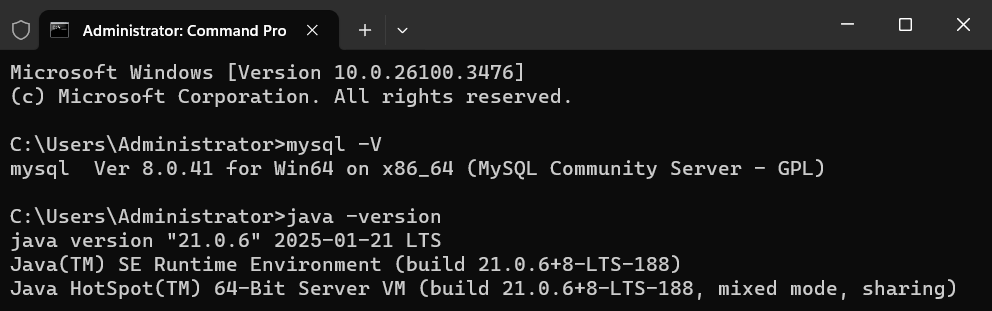 Administrator: Command Pro
Microsoft Windows [Version 10.0.26100.3476]
(c) Microsoft Corporation. All rights reserved.
C:\Users\Administrator>mysql -V
mysql  Ver 8.0.41 for Win64 on x86_64 (MySQL Community Server - GPL)
C:\Users\Administrator>java -version
java version "21.0.6" 2025-01-21 LTS
Java(TM) SE Runtime Environment (build 21.0.6+8-LTS-188)
Java HotSpot(TM) 64-Bit Server VM (build 21.0.6+8-LTS-188, mixed mode, sharing)